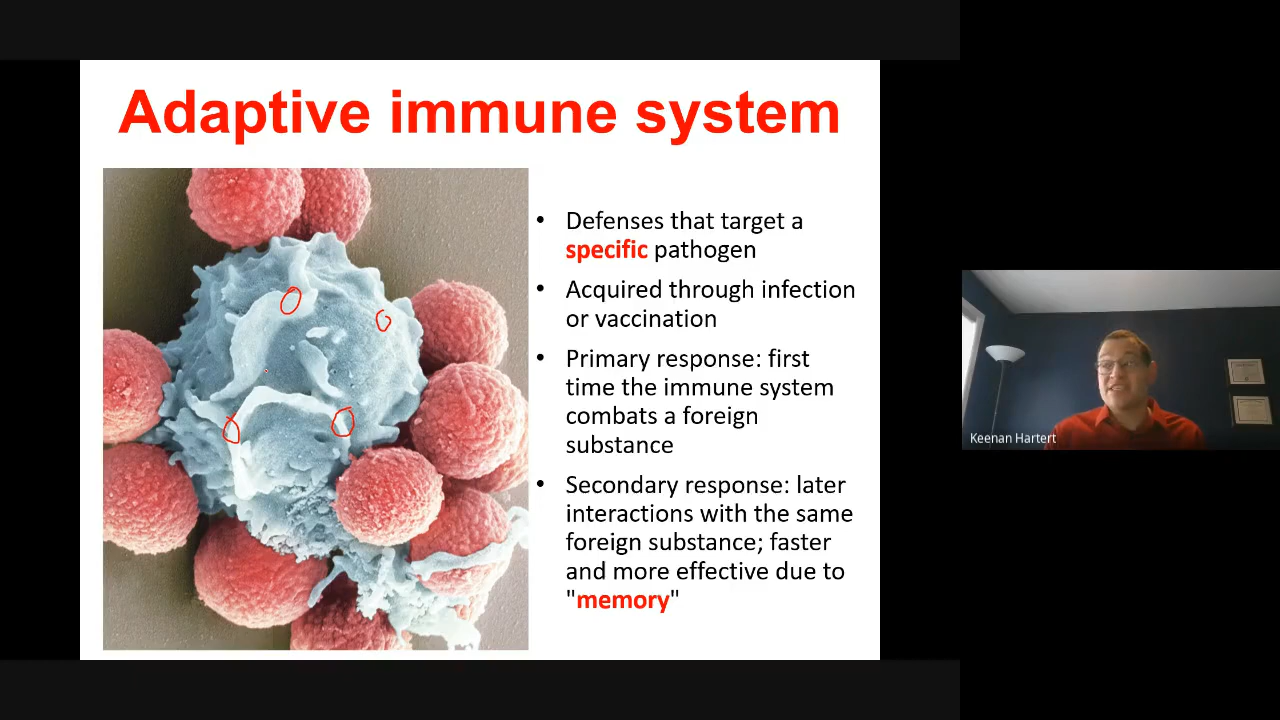 Adaptive immune system
• Defenses that target a
specific pathogen
• Acquired through infection
or vaccination
• Primary response: first
time the immune system
combats a foreign
substance
• Secondary response: later
interactions with the same
foreign substance; faster
and more effective due to
"memory"
Keenan Hartert